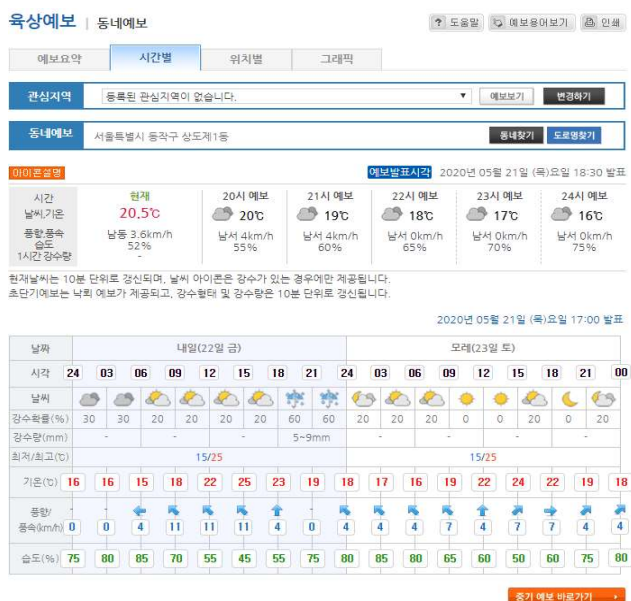 육상예보 | 동네예보
? 도움말 예보용어보기 인쇄
예보요약 시간별 위치별 그래픽
관심지역 등록된 관심지역이 없습니다. ▼ 예보보기 변경하기
동네예보 서울특별시 동작구 상도제1동 동네찾기 도로명찾기
아이콘설명 예보발표시각 2020년 05월 21일 (목)요일 18:30 발표
시간 현재 20시 예보 21시 예보 22시 예보 23시 예보 24시 예보
날씨,기온 20.5℃ 20℃ 19℃ 18℃ 17℃ 16℃
풍향,풍속 남동 3.6km/h 남서 4km/h 남서 4km/h 남서 0km/h 남서 0km/h 남서 0km/h
습도 52% 55% 60% 65% 70% 75%
1시간 강수량 -
현재날씨는 10분 단위로 갱신되며, 날씨 아이콘은 강수가 있는 경우에만 제공됩니다.
초단기예보는 낙뢰 예보가 제공되고, 강수형태 및 강수량은 10분 단위로 갱신됩니다.
2020년 05월 21일 (목)요일 17:00 발표
날짜 내일(22일 금) 모레(23일 토)
시각 24 03 06 09 12 15 18 21 24 03 06 09 12 15 18 21 00
날씨
강수확률(%) 30 30 20 20 20 20 60 60 20 20 20 0 0 20 0 20
강수량(mm) - - - 5~9mm - - - -
최저/최고(℃) 15/25 15/25
기온(℃) 16 16 15 18 22 25 23 19 18 17 16 19 22 24 22 19 18
풍향/ - - -
풍속(km/h) 0 0 4 11 11 11 4 0 4 4 4 7 4 7 7 4 4
습도(%) 75 80 85 70 55 45 55 75 80 85 80 65 60 50 60 75 80
중기 예보 바로가기